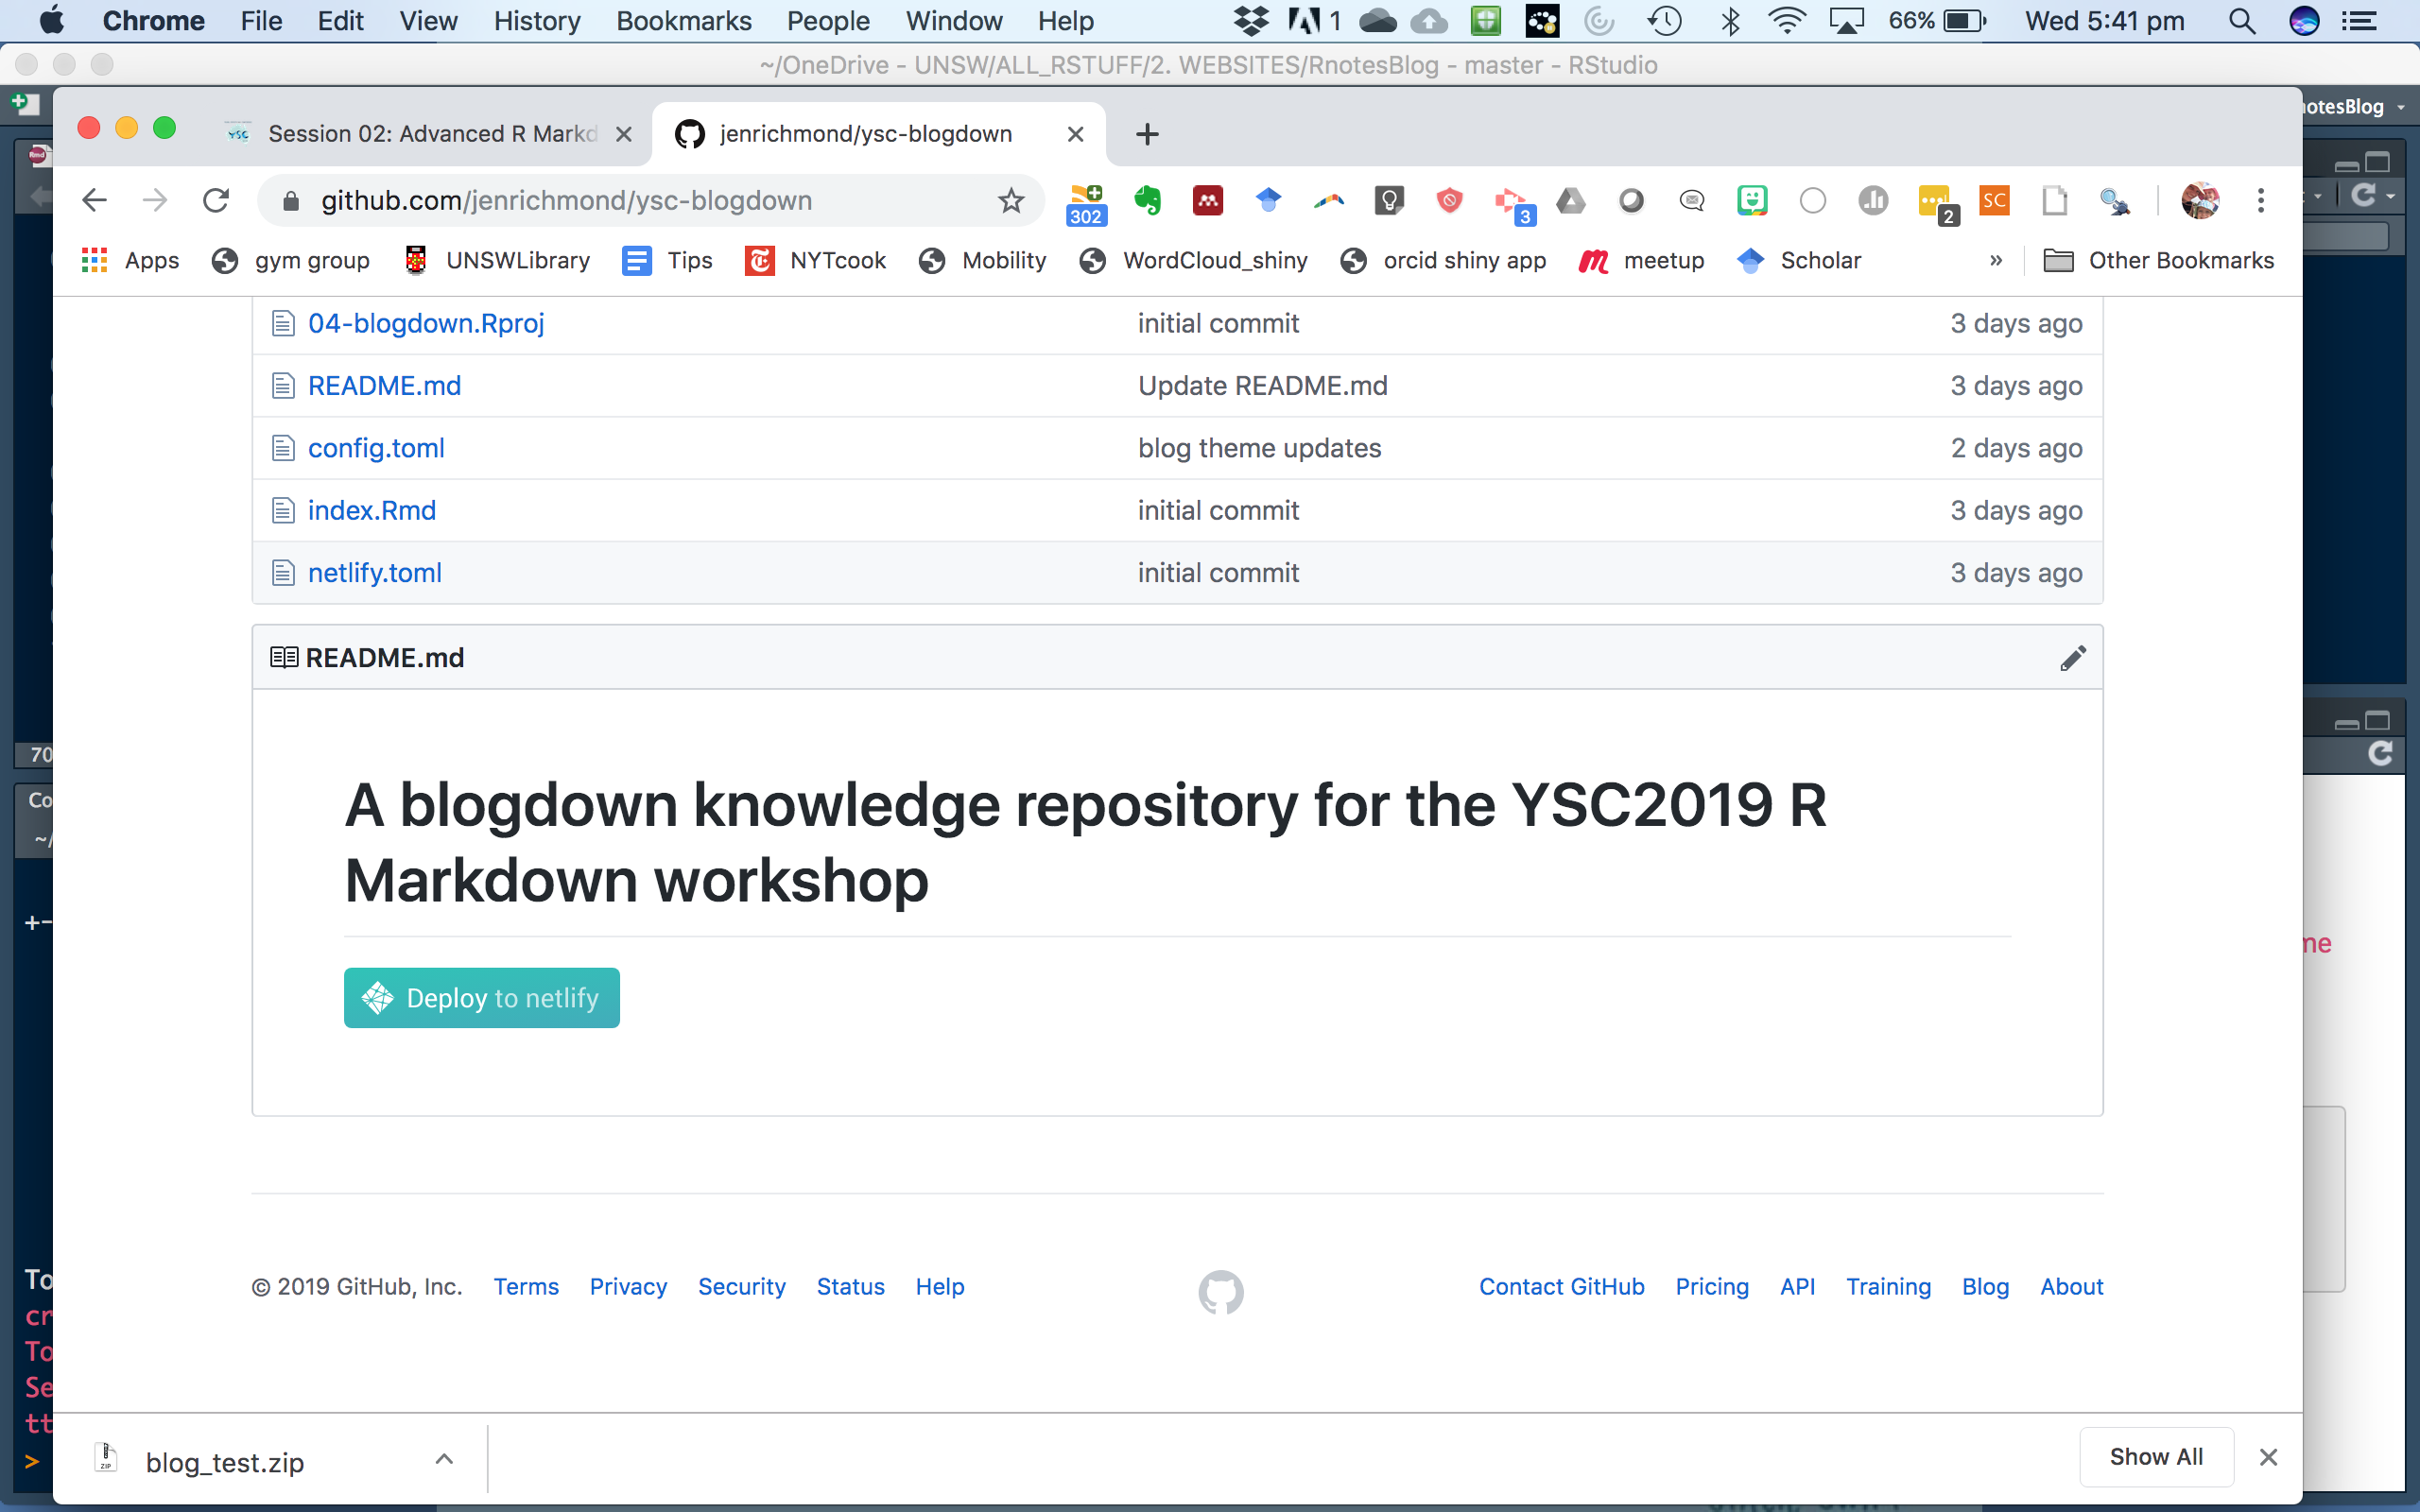 Chrome File Edit View History Bookmarks People Window Help 1 66% Wed 5:41 pm
~/OneDrive - UNSW/ALL_RSTUFF/2. WEBSITES/RnotesBlog - master - RStudio
notesBlog
YSC Session 02: Advanced R Markd jenrichmond/ysc-blogdown
Rmd
github.com/jenrichmond/ysc-blogdown 302 3 2 SC
Apps gym group UNSWLibrary Tips NYTcook Mobility WordCloud_shiny orcid shiny app meetup Scholar » Other Bookmarks
04-blogdown.Rproj initial commit 3 days ago
README.md Update README.md 3 days ago
config.toml blog theme updates 2 days ago
index.Rmd initial commit 3 days ago
netlify.toml initial commit 3 days ago
README.md
70
Co
~/
A blogdown knowledge repository for the YSC2019 R
Markdown workshop
+-
me
Deploy to netlify
© 2019 GitHub, Inc. Terms Privacy Security Status Help Contact GitHub Pricing API Training Blog About
To
cr
To
Se
tt
>
ZIP blog_test.zip Show All